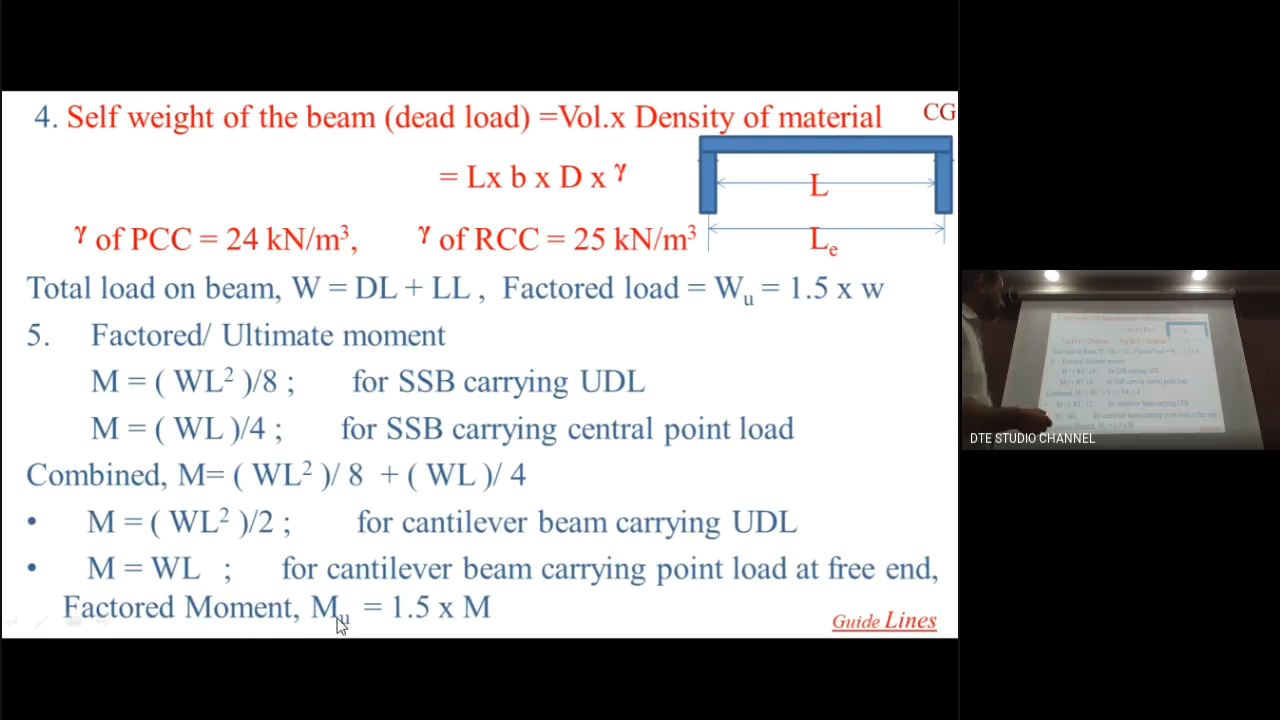 4. Self weight of the beam (dead load) =Vol.x Density of material
CG
= Lx b x D x γ
L
γ of PCC = 24 kN/m³, γ of RCC = 25 kN/m³
Lₑ
Total load on beam, W = DL + LL , Factored load = Wᵤ = 1.5 x w
5. Factored/ Ultimate moment
M = ( WL² )/8 ; for SSB carrying UDL
M = ( WL )/4 ; for SSB carrying central point load
Combined, M= ( WL² )/ 8 + ( WL )/ 4
• M = ( WL² )/2 ; for cantilever beam carrying UDL
• M = WL ; for cantilever beam carrying point load at free end,
Factored Moment, Mᵤ = 1.5 x M
Guide Lines
DTE STUDIO CHANNEL